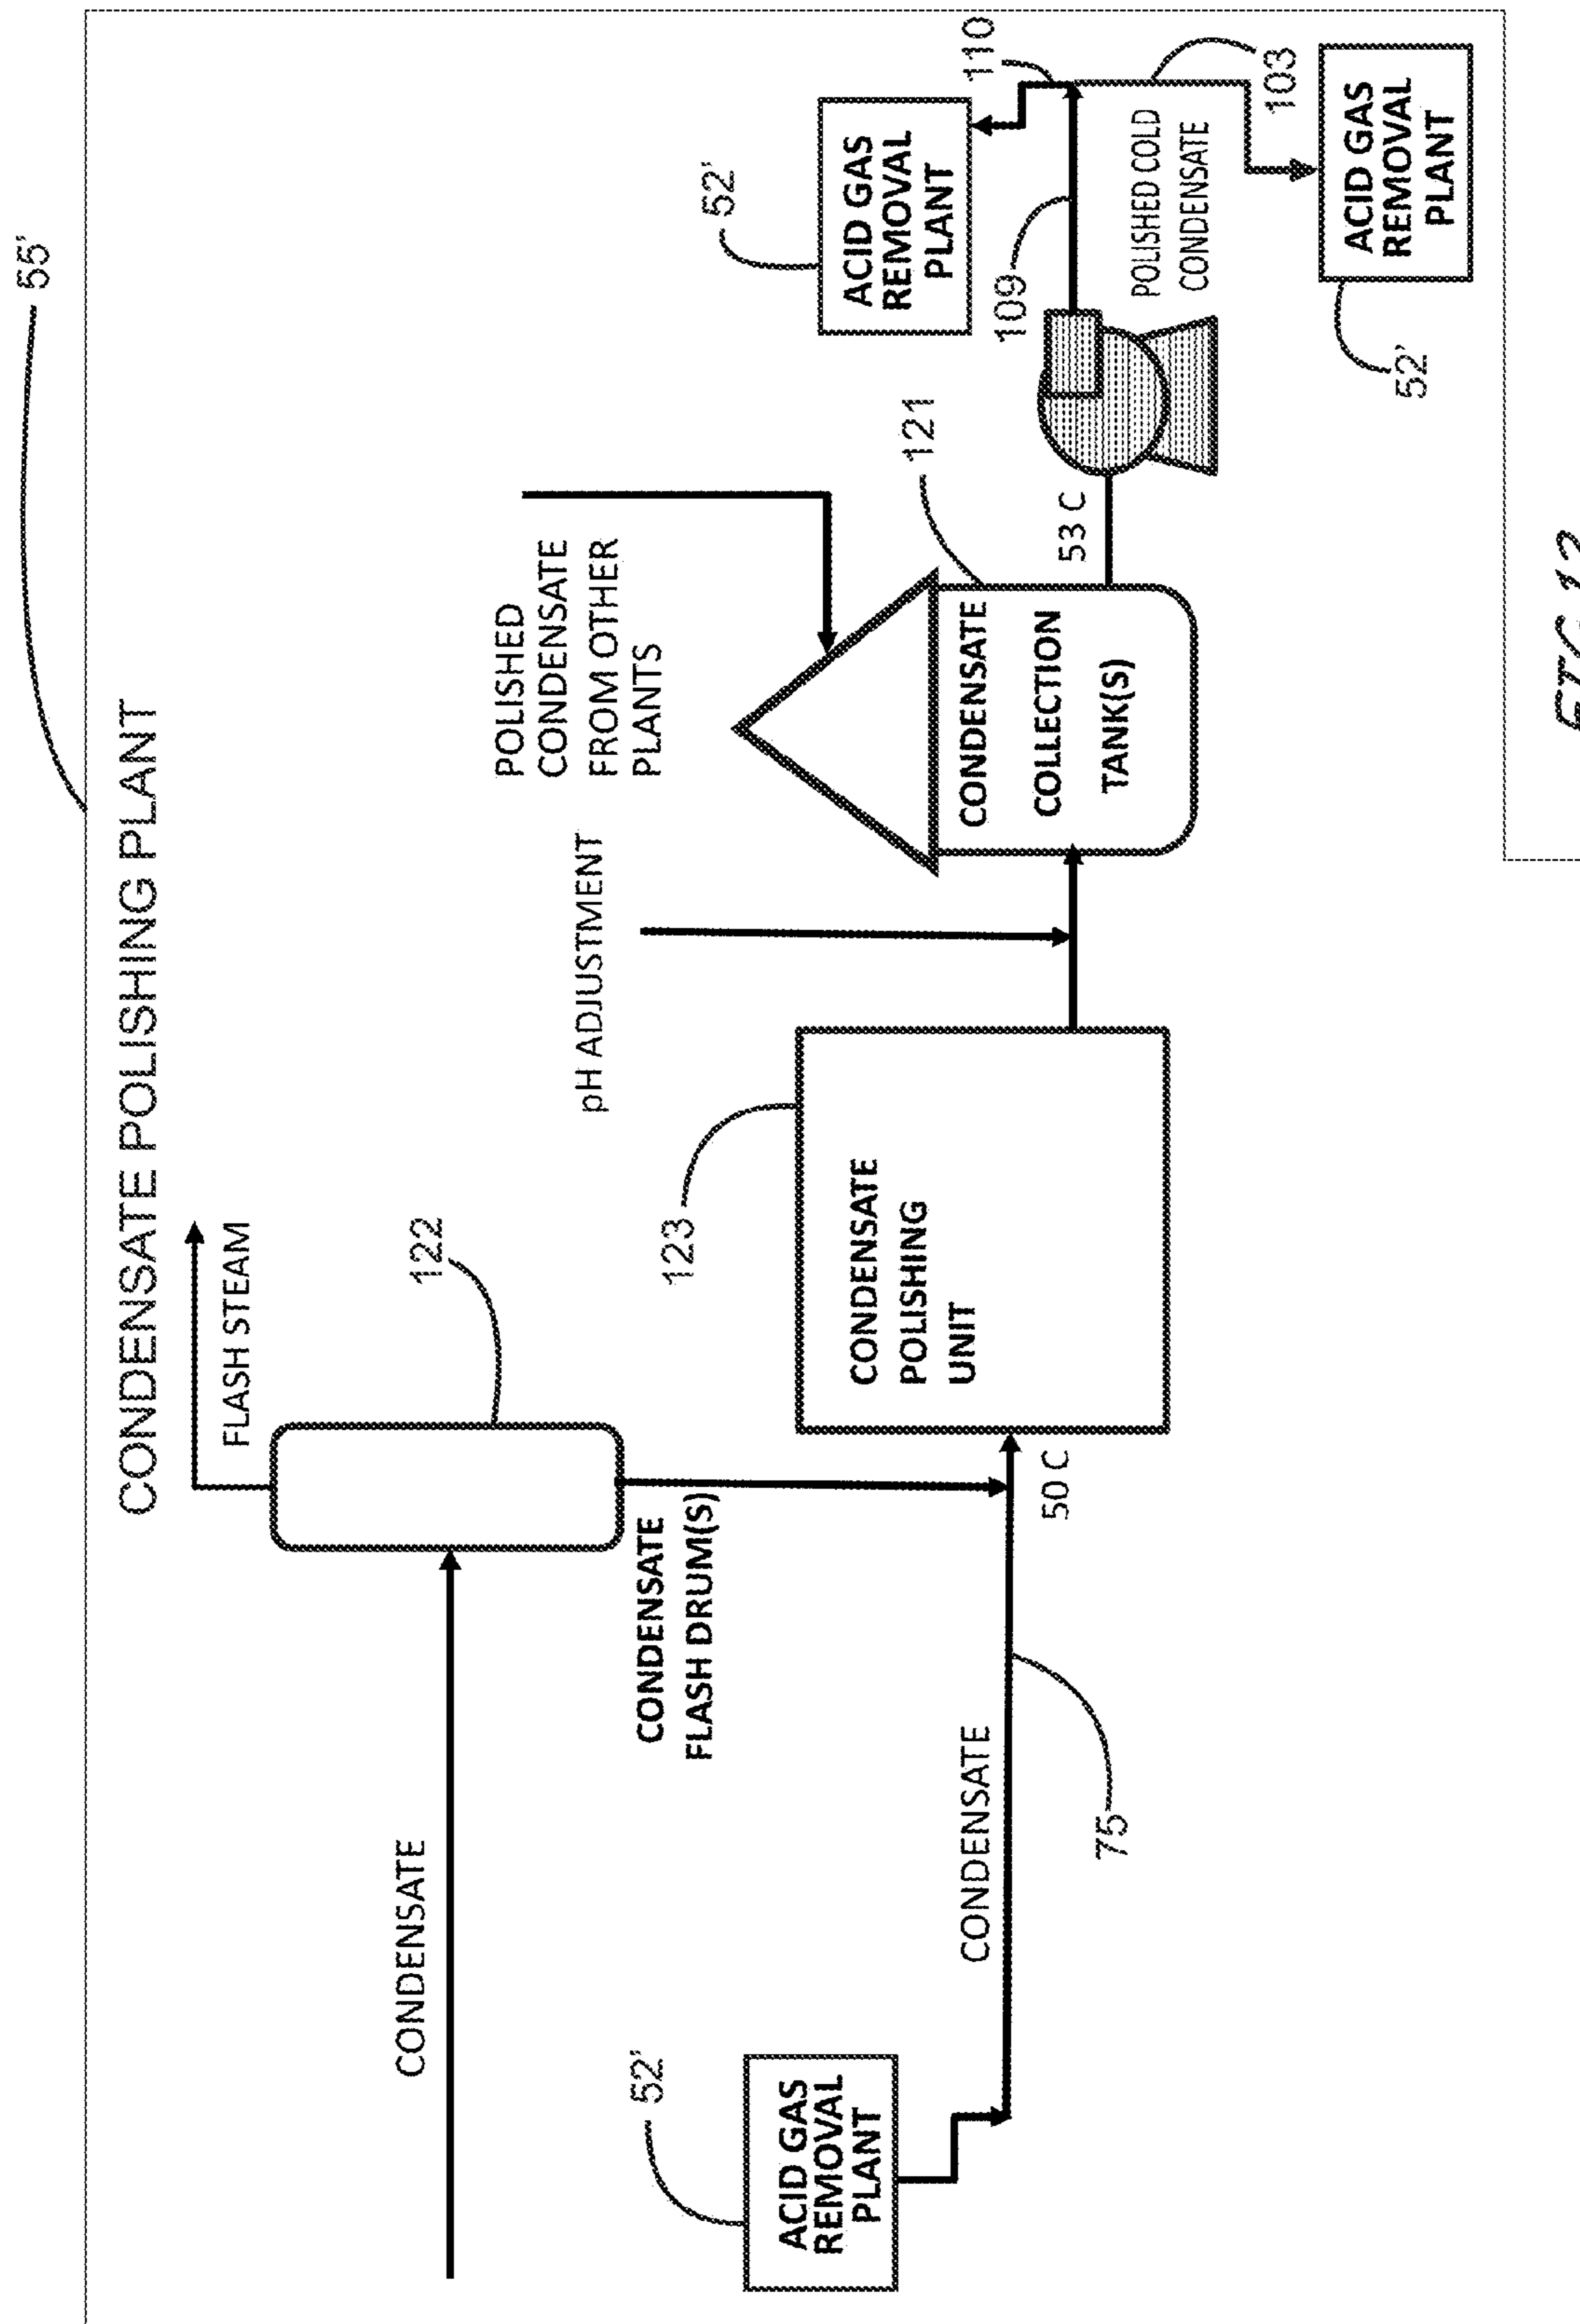 55'
CONDENSATE POLISHING PLANT
FLASH STEAM
122
CONDENSATE
CONDENSATE
FLASH DRUM(S)
52'
ACID GAS
REMOVAL
PLANT
CONDENSATE
75
50 C
123
CONDENSATE
POLISHING
UNIT
pH ADJUSTMENT
POLISHED
CONDENSATE
FROM OTHER
PLANTS
121
CONDENSATE
COLLECTION
TANK(S)
53 C
52'
ACID GAS
REMOVAL
PLANT
110
109
POLISHED COLD
CONDENSATE
103
52'
ACID GAS
REMOVAL
PLANT